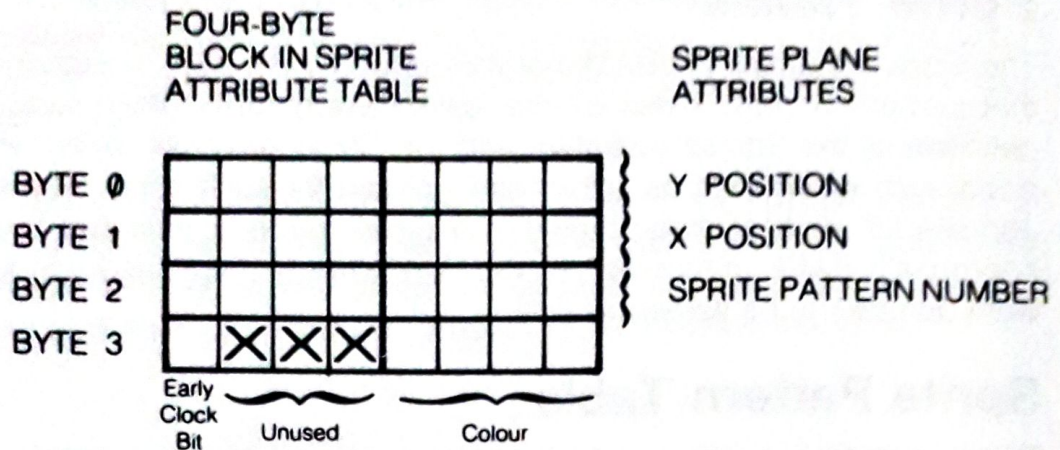 FOUR-BYTE
BLOCK IN SPRITE
ATTRIBUTE TABLE
SPRITE PLANE
ATTRIBUTES
BYTE 0
Y POSITION
BYTE 1
X POSITION
BYTE 2
SPRITE PATTERN NUMBER
BYTE 3
X X X
Early
Clock
Bit
Unused
Colour